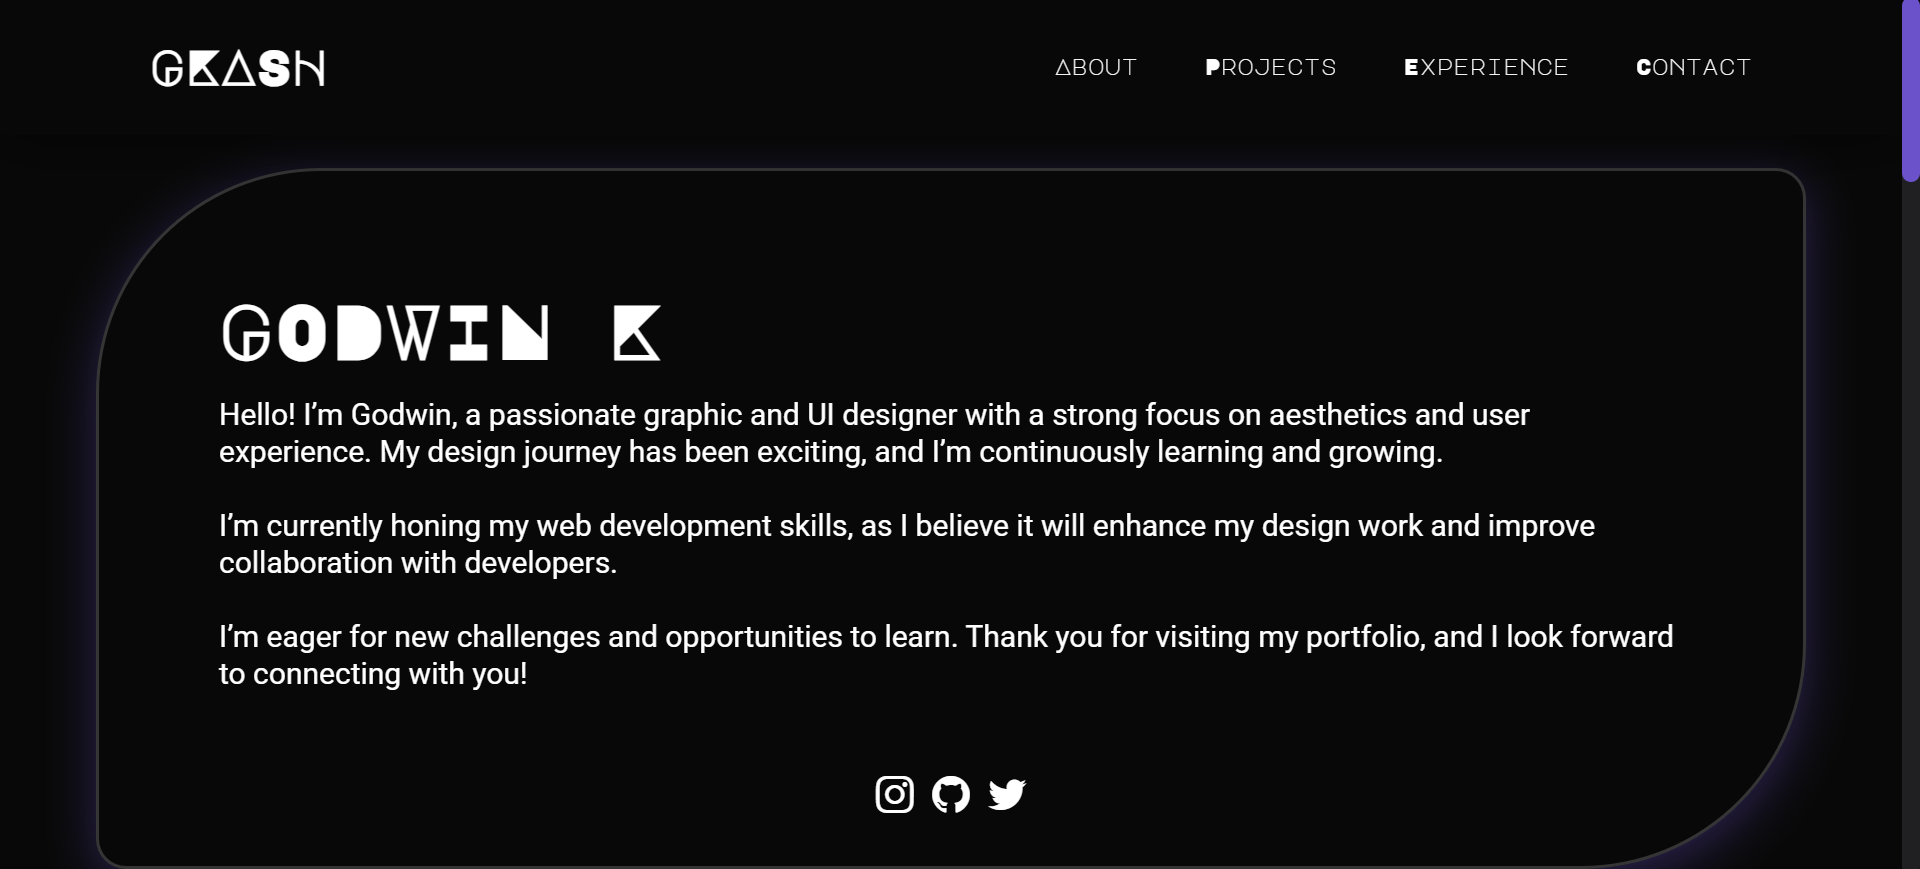 GKASH
ABOUT PROJECTS EXPERIENCE CONTACT
GODWIN K
Hello! I’m Godwin, a passionate graphic and UI designer with a strong focus on aesthetics and user
experience. My design journey has been exciting, and I’m continuously learning and growing.
I’m currently honing my web development skills, as I believe it will enhance my design work and improve
collaboration with developers.
I’m eager for new challenges and opportunities to learn. Thank you for visiting my portfolio, and I look forward
to connecting with you!